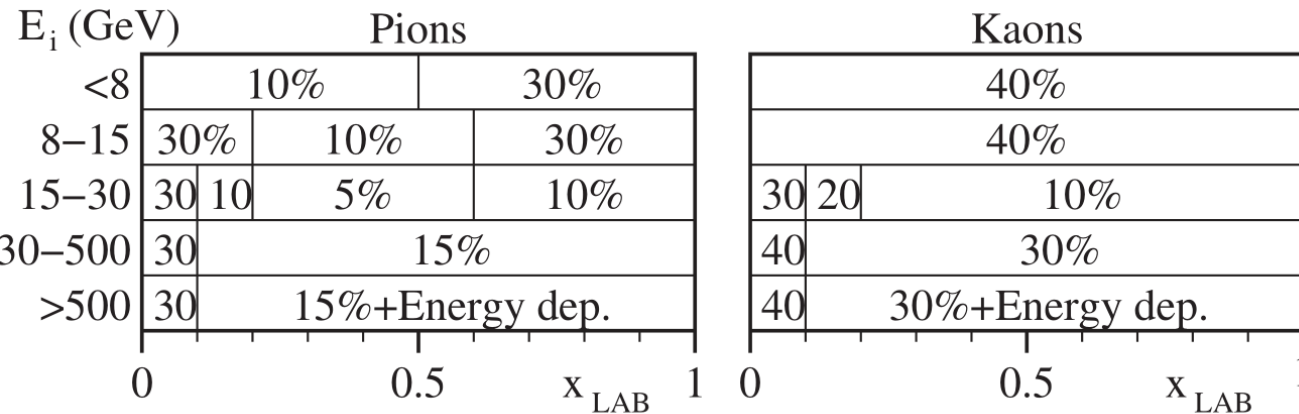 E i (GeV) Pions Kaons
<8 10% 30% 40%
8–15 30% 10% 30% 40%
15–30 30 10 5% 10% 30 20 10%
30–500 30 15% 40 30%
>500 30 15%+Energy dep. 40 30%+Energy dep.
0 0.5 x LAB 1 0 0.5 x LAB